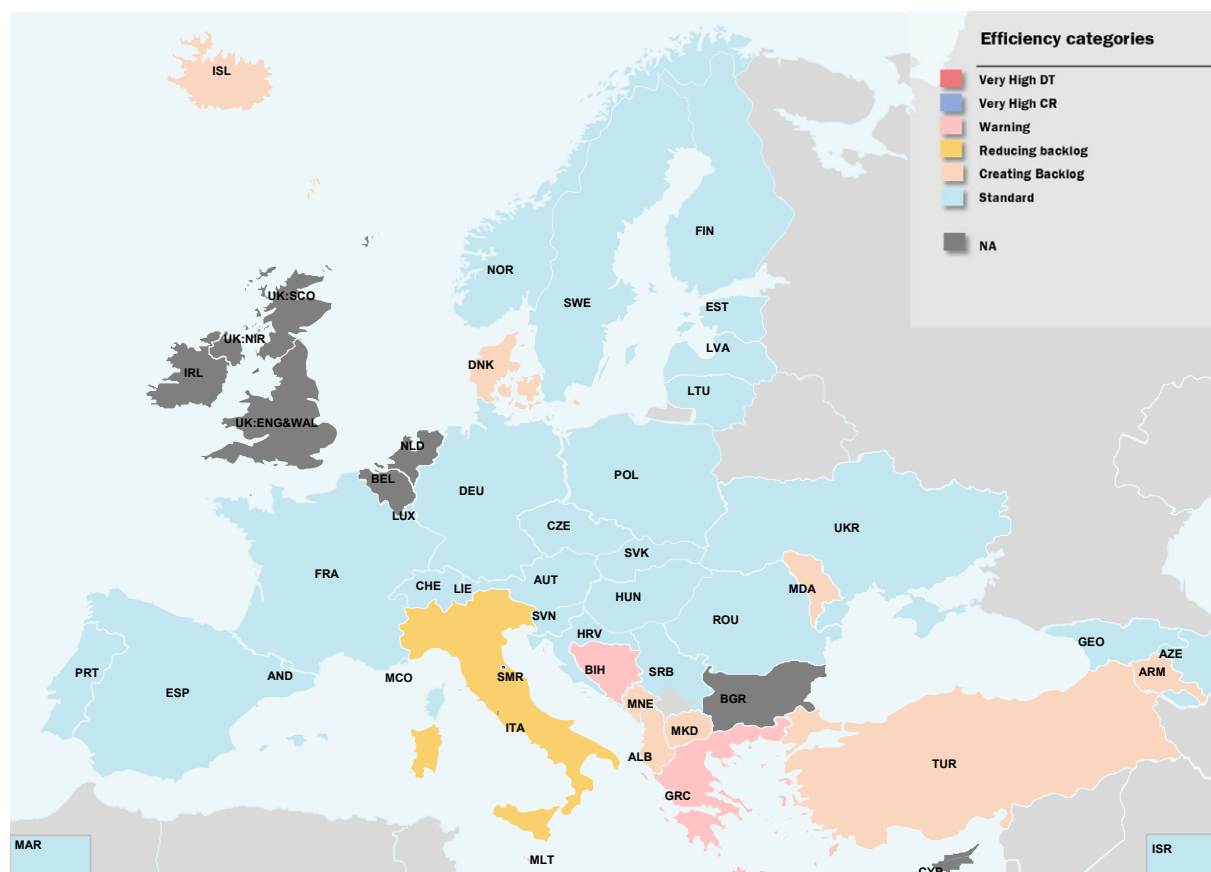 Efficiency categories
Very High DT
Very High CR
Warning
Reducing backlog
Creating Backlog
Standard
NA
ISL
FIN
NOR
UK:SCO
SWE
EST
UK:NIR
LVA
DNK
IRL
LTU
UK:ENG&WAL
NLD
POL
BEL
DEU
LUX
CZE
UKR
SVK
FRA
AUT
CHE
LIE
MDA
HUN
SVN
ROU
HRV
GEO
AZE
PRT
BIH
SRB
ARM
AND
MCO
SMR
ESP
BGR
MNE
ITA
MKD
ALB
TUR
GRC
MAR
ISR
MLT
CYP